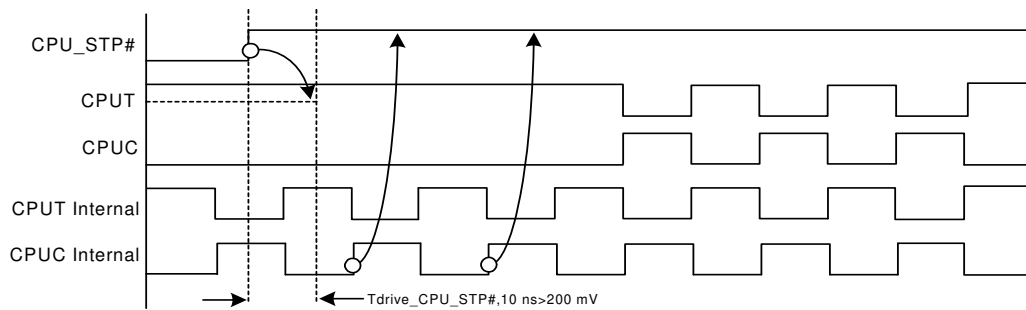 CPU_STP#
CPUT
CPUC
CPUT Internal
CPUC Internal
Tdrive_CPU_STP#,10 ns>200 mV